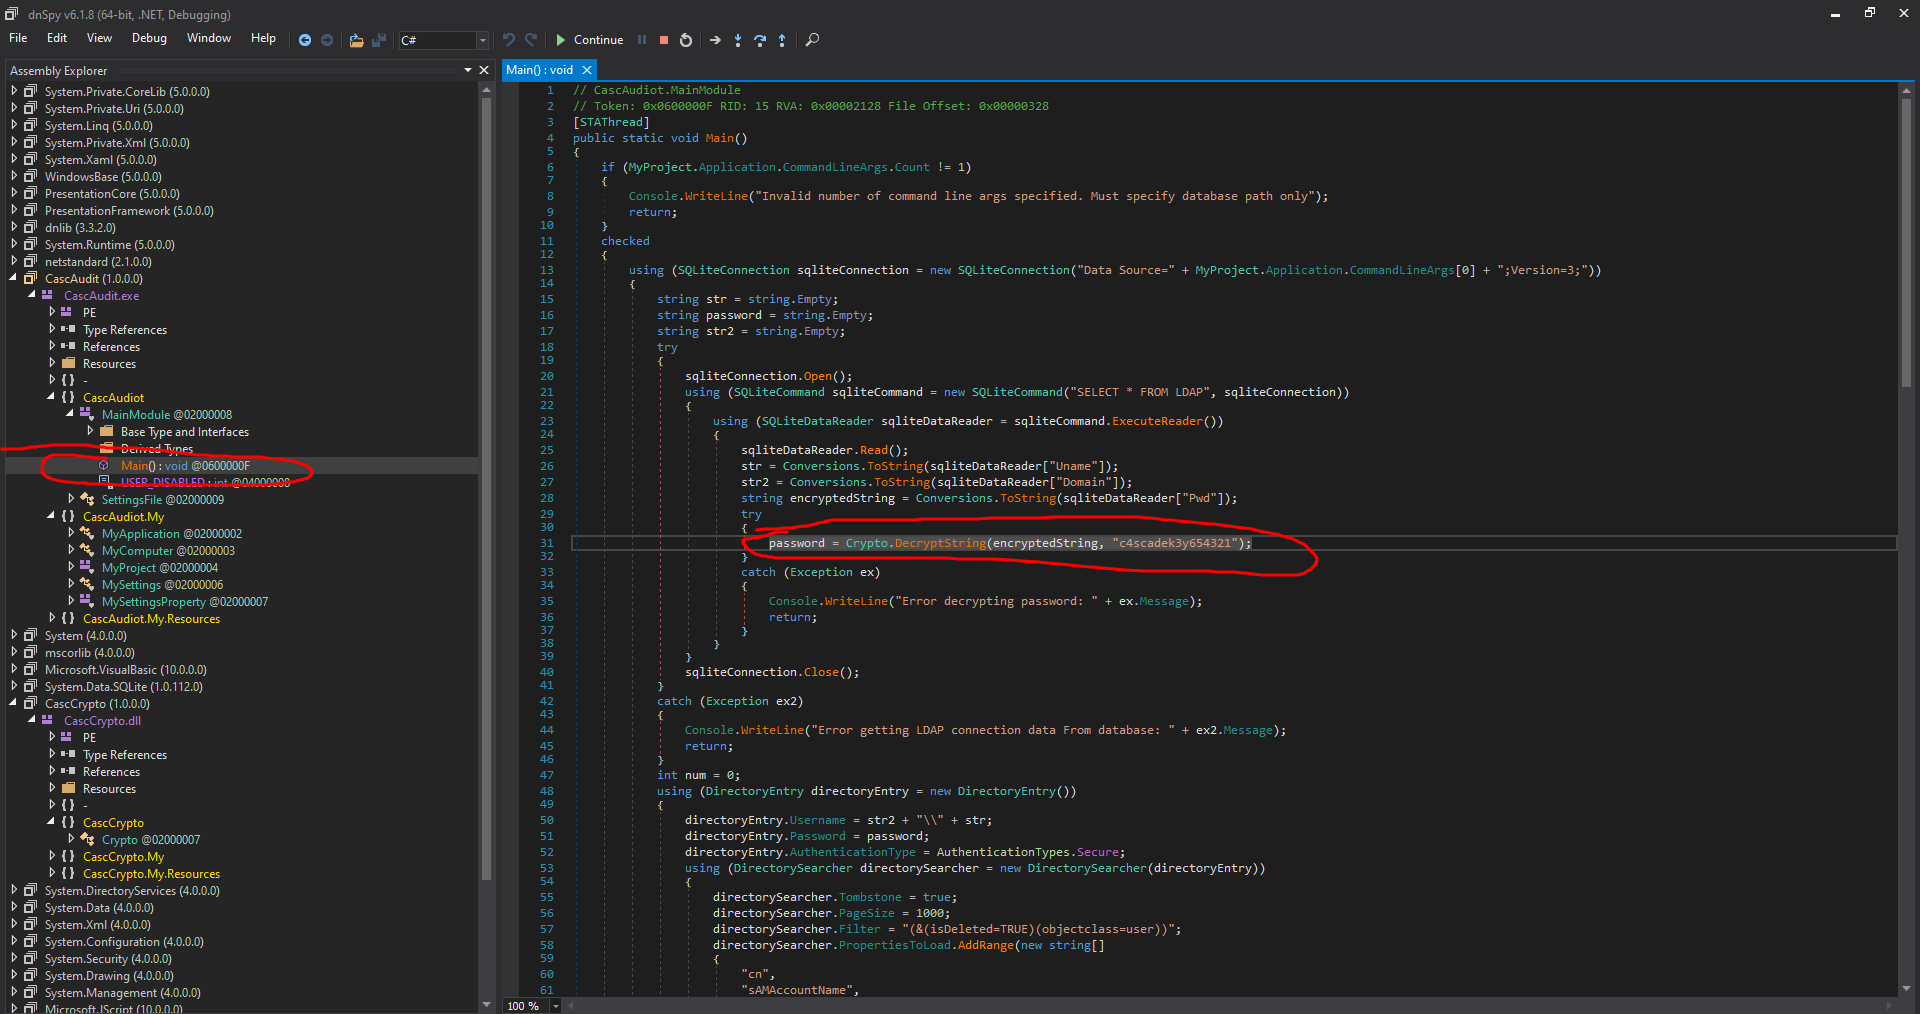 dnSpy v6.1.8 (64-bit, .NET, Debugging)
File Edit View Debug Window Help C# Continue
Assembly Explorer
System.Private.CoreLib (5.0.0.0)
System.Private.Uri (5.0.0.0)
System.Linq (5.0.0.0)
System.Private.Xml (5.0.0.0)
System.Xaml (5.0.0.0)
WindowsBase (5.0.0.0)
PresentationCore (5.0.0.0)
PresentationFramework (5.0.0.0)
dnlib (3.3.2.0)
System.Runtime (5.0.0.0)
netstandard (2.1.0.0)
CascAudit (1.0.0.0)
CascAudit.exe
PE
Type References
References
Resources
{ } -
{ } CascAudiot
MainModule @02000008
Base Type and Interfaces
Derived Types
Main() : void @0600000F
USER_DISABLED : int @04000008
SettingsFile @02000009
{ } CascAudiot.My
MyApplication @02000002
MyComputer @02000003
MyProject @02000004
MySettings @02000006
MySettingsProperty @02000007
{ } CascAudiot.My.Resources
System (4.0.0.0)
mscorlib (4.0.0.0)
Microsoft.VisualBasic (10.0.0.0)
System.Data.SQLite (1.0.112.0)
CascCrypto (1.0.0.0)
CascCrypto.dll
PE
Type References
References
Resources
{ } -
{ } CascCrypto
Crypto @02000007
{ } CascCrypto.My
{ } CascCrypto.My.Resources
System.DirectoryServices (4.0.0.0)
System.Data (4.0.0.0)
System.Xml (4.0.0.0)
System.Configuration (4.0.0.0)
System.Security (4.0.0.0)
System.Drawing (4.0.0.0)
System.Management (4.0.0.0)
Microsoft.JScript (10.0.0.0)
Main() : void
1 // CascAudiot.MainModule
2 // Token: 0x0600000F RID: 15 RVA: 0x00002128 File Offset: 0x00000328
3 [STAThread]
4 public static void Main()
5 {
6 if (MyProject.Application.CommandLineArgs.Count != 1)
7 {
8 Console.WriteLine("Invalid number of command line args specified. Must specify database path only");
9 return;
10 }
11 checked
12 {
13 using (SQLiteConnection sqliteConnection = new SQLiteConnection("Data Source=" + MyProject.Application.CommandLineArgs[0] + ";Version=3;"))
14 {
15 string str = string.Empty;
16 string password = string.Empty;
17 string str2 = string.Empty;
18 try
19 {
20 sqliteConnection.Open();
21 using (SQLiteCommand sqliteCommand = new SQLiteCommand("SELECT * FROM LDAP", sqliteConnection))
22 {
23 using (SQLiteDataReader sqliteDataReader = sqliteCommand.ExecuteReader())
24 {
25 sqliteDataReader.Read();
26 str = Conversions.ToString(sqliteDataReader["Uname"]);
27 str2 = Conversions.ToString(sqliteDataReader["Domain"]);
28 string encryptedString = Conversions.ToString(sqliteDataReader["Pwd"]);
29 try
30 {
31 password = Crypto.DecryptString(encryptedString, "c4scadek3y654321");
32 }
33 catch (Exception ex)
34 {
35 Console.WriteLine("Error decrypting password: " + ex.Message);
36 return;
37 }
38 }
39 }
40 sqliteConnection.Close();
41 }
42 catch (Exception ex2)
43 {
44 Console.WriteLine("Error getting LDAP connection data From database: " + ex2.Message);
45 return;
46 }
47 int num = 0;
48 using (DirectoryEntry directoryEntry = new DirectoryEntry())
49 {
50 directoryEntry.Username = str2 + "\\" + str;
51 directoryEntry.Password = password;
52 directoryEntry.AuthenticationType = AuthenticationTypes.Secure;
53 using (DirectorySearcher directorySearcher = new DirectorySearcher(directoryEntry))
54 {
55 directorySearcher.Tombstone = true;
56 directorySearcher.PageSize = 1000;
57 directorySearcher.Filter = "(&(isDeleted=TRUE)(objectclass=user))";
58 directorySearcher.PropertiesToLoad.AddRange(new string[]
59 {
60 "cn",
61 "sAMAccountName",
100 %